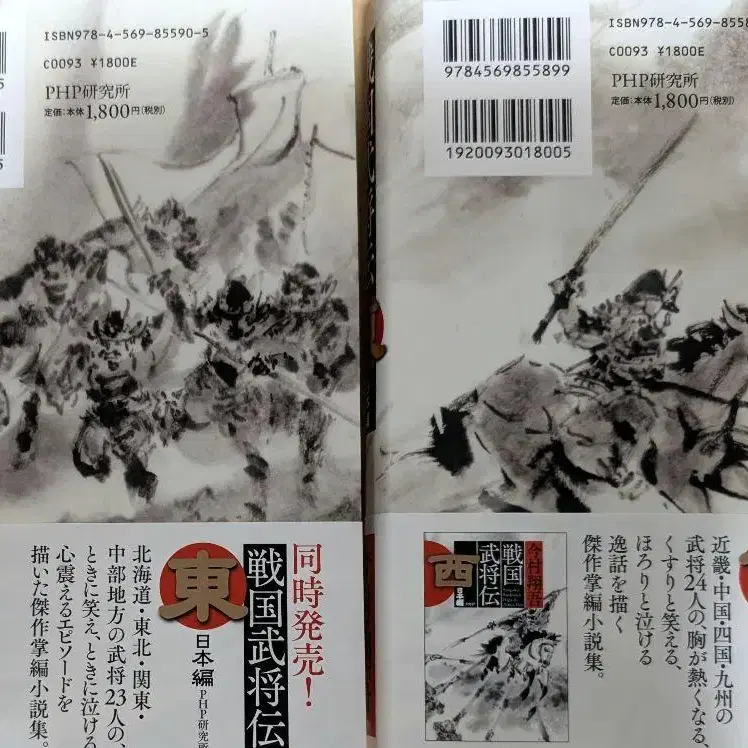 ISBN978-4-569-85590-5
C0093 ¥1800E
PHP研究所
定価:本体1,800円(税別)
同時発売!
戦国武将伝
東
日本編
PHP研究所
北海道・東北・関東・
中部地方の武将23人の、
ときに笑え、ときに泣ける
心震えるエピソードを
描いた傑作掌編小説集。
9784569855899
1920093018005
ISBN978-4-569-8558
C0093 ¥1800E
PHP研究所
定価:本体1,800円(税別)
今村翔吾
戦国
武将伝
西
日本編
近畿・中国・四国・九州の
武将24人の、胸が熱くなる、
くすりと笑える、
ほろりと泣ける
逸話を描く
傑作掌編小説集。